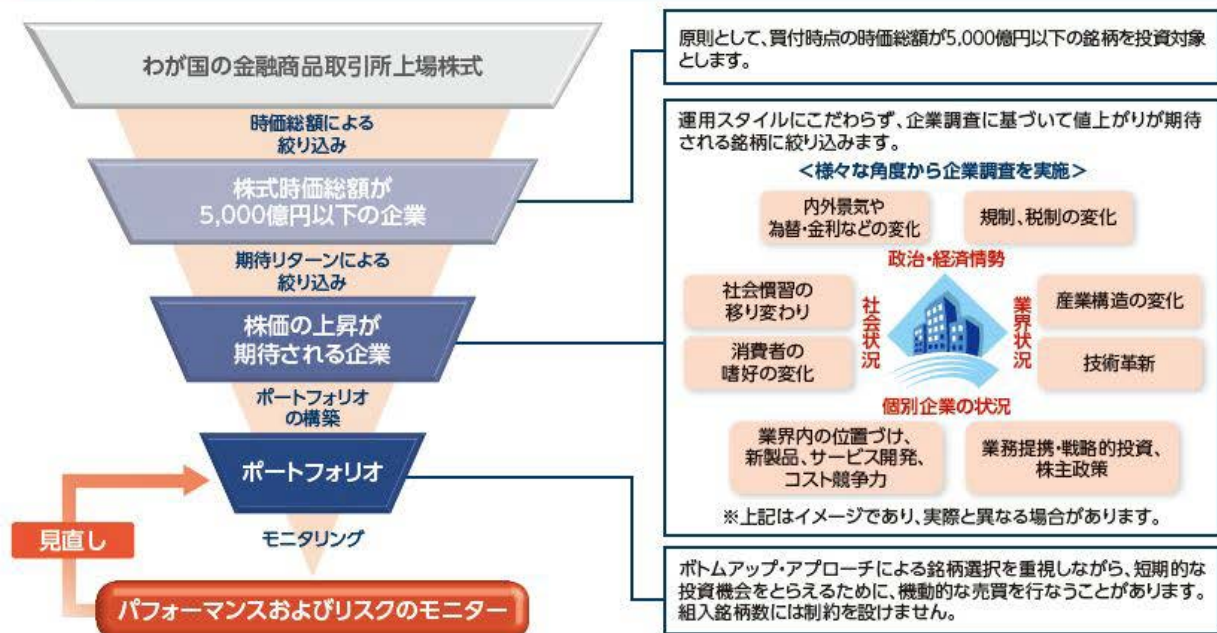 わが国の金融商品取引所上場株式
時価総額による
絞り込み
株式時価総額が
5,000億円以下の企業
期待リターンによる
絞り込み
株価の上昇が
期待される企業
ポートフォリオ
の構築
ポートフォリオ
モニタリング
見直し
パフォーマンスおよびリスクのモニター
原則として、買付時点の時価総額が5,000億円以下の銘柄を投資対象
とします。
運用スタイルにこだわらず、企業調査に基づいて値上がりが期待
される銘柄に絞り込みます。
<様々な角度から企業調査を実施>
内外景気や
為替・金利などの変化
規制、税制の変化
政治・経済情勢
社会慣習の
移り変わり
消費者の
嗜好の変化
社会状況
業界状況
産業構造の変化
技術革新
個別企業の状況
業界内の位置づけ、
新製品、サービス開発、
コスト競争力
業務提携・戦略的投資、
株主政策
※上記はイメージであり、実際と異なる場合があります。
ボトムアップ・アプローチによる銘柄選択を重視しながら、短期的な
投資機会をとらえるために、機動的な売買を行なうことがあります。
組入銘柄数には制約を設けません。